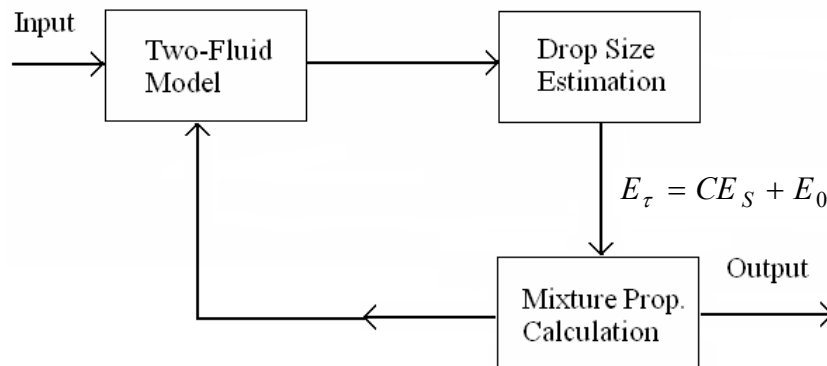 Input
Two-Fluid
Model
Drop Size
Estimation
E_τ = CE_S + E_0
Output
Mixture Prop.
Calculation